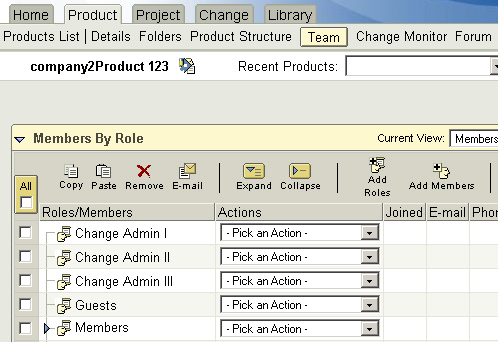 Home Product Project Change Library
Products List | Details Folders Product Structure Team Change Monitor Forum
company2Product 123 Recent Products:
Members By Role Current View: Members
All Copy Paste Remove E-mail Expand Collapse Add Roles Add Members
Roles/Members Actions Joined E-mail Pho
Change Admin I - Pick an Action -
Change Admin II - Pick an Action -
Change Admin III - Pick an Action -
Guests - Pick an Action -
Members - Pick an Action -